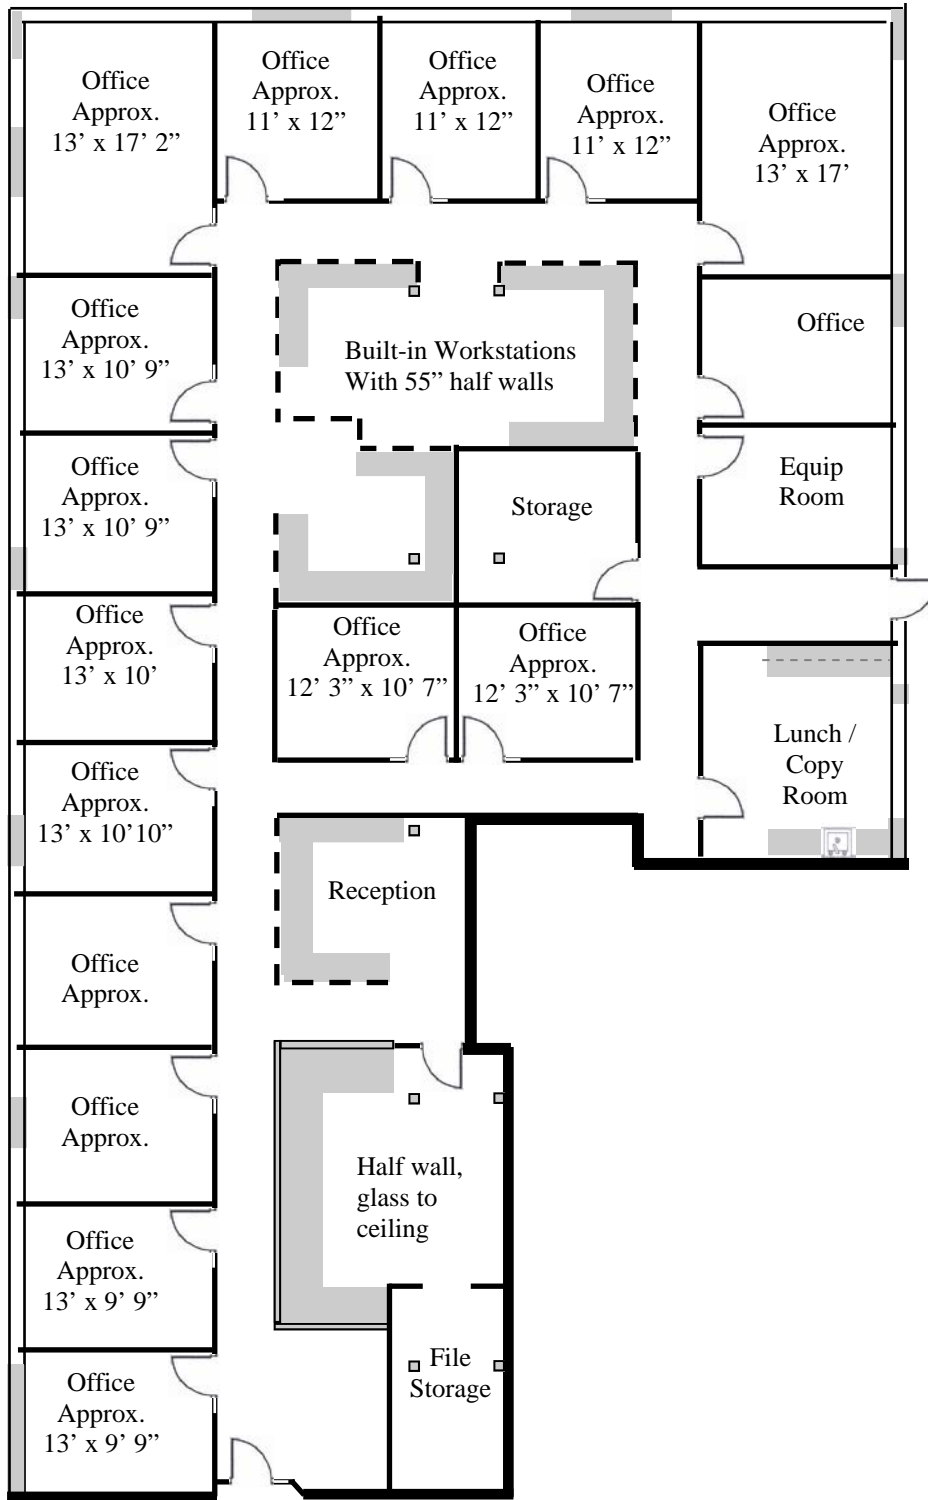 Office
Approx.
13’ x 17’ 2”
Office
Approx.
11’ x 12”
Office
Approx.
11’ x 12”
Office
Approx.
11’ x 12”
Office
Approx.
13’ x 17’
Office
Approx.
13’ x 10’ 9”
Built-in Workstations
With 55” half walls
Office
Office
Approx.
13’ x 10’ 9”
Storage
Equip
Room
Office
Approx.
13’ x 10’
Office
Approx.
12’ 3” x 10’ 7”
Office
Approx.
12’ 3” x 10’ 7”
Office
Approx.
13’ x 10’10”
Lunch /
Copy
Room
Reception
Office
Approx.
Office
Approx.
Half wall,
glass to
ceiling
Office
Approx.
13’ x 9’ 9”
File
Storage
Office
Approx.
13’ x 9’ 9”